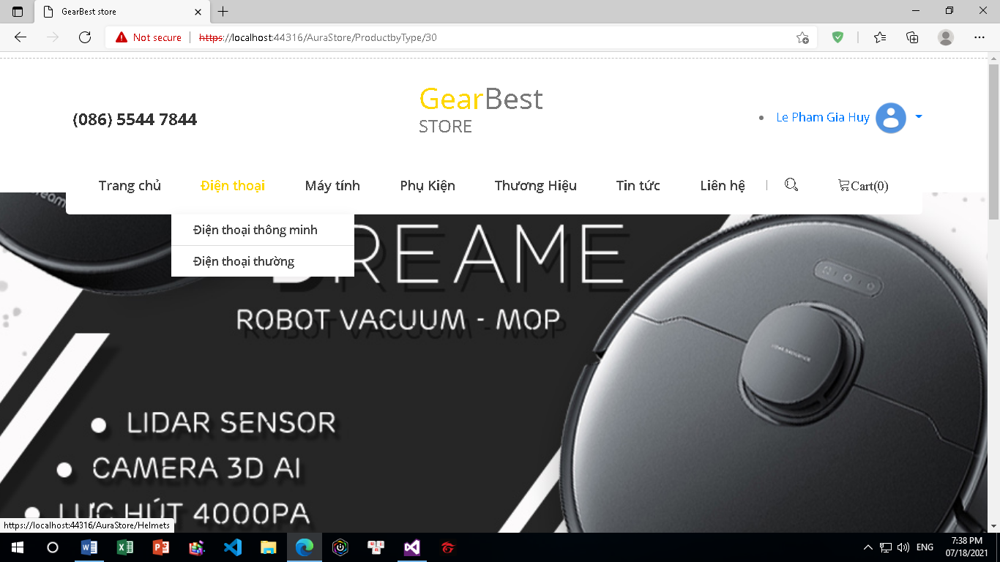 GearBest store
Not secure
https://localhost:44316/AuraStore/ProductbyType/30
(086) 5544 7844
GearBest
STORE
Le Pham Gia Huy
Trang chủ
Điện thoại
Máy tính
Phụ Kiện
Thương Hiệu
Tin tức
Liên hệ
Cart(0)
Điện thoại thông minh
Điện thoại thường
DREAME
ROBOT VACUUM - MOP
LIDAR SENSOR
CAMERA 3D AI
LỰC HÚT 4000PA
https://localhost:44316/AuraStore/Helmets
ENG
7:38 PM
07/18/2021